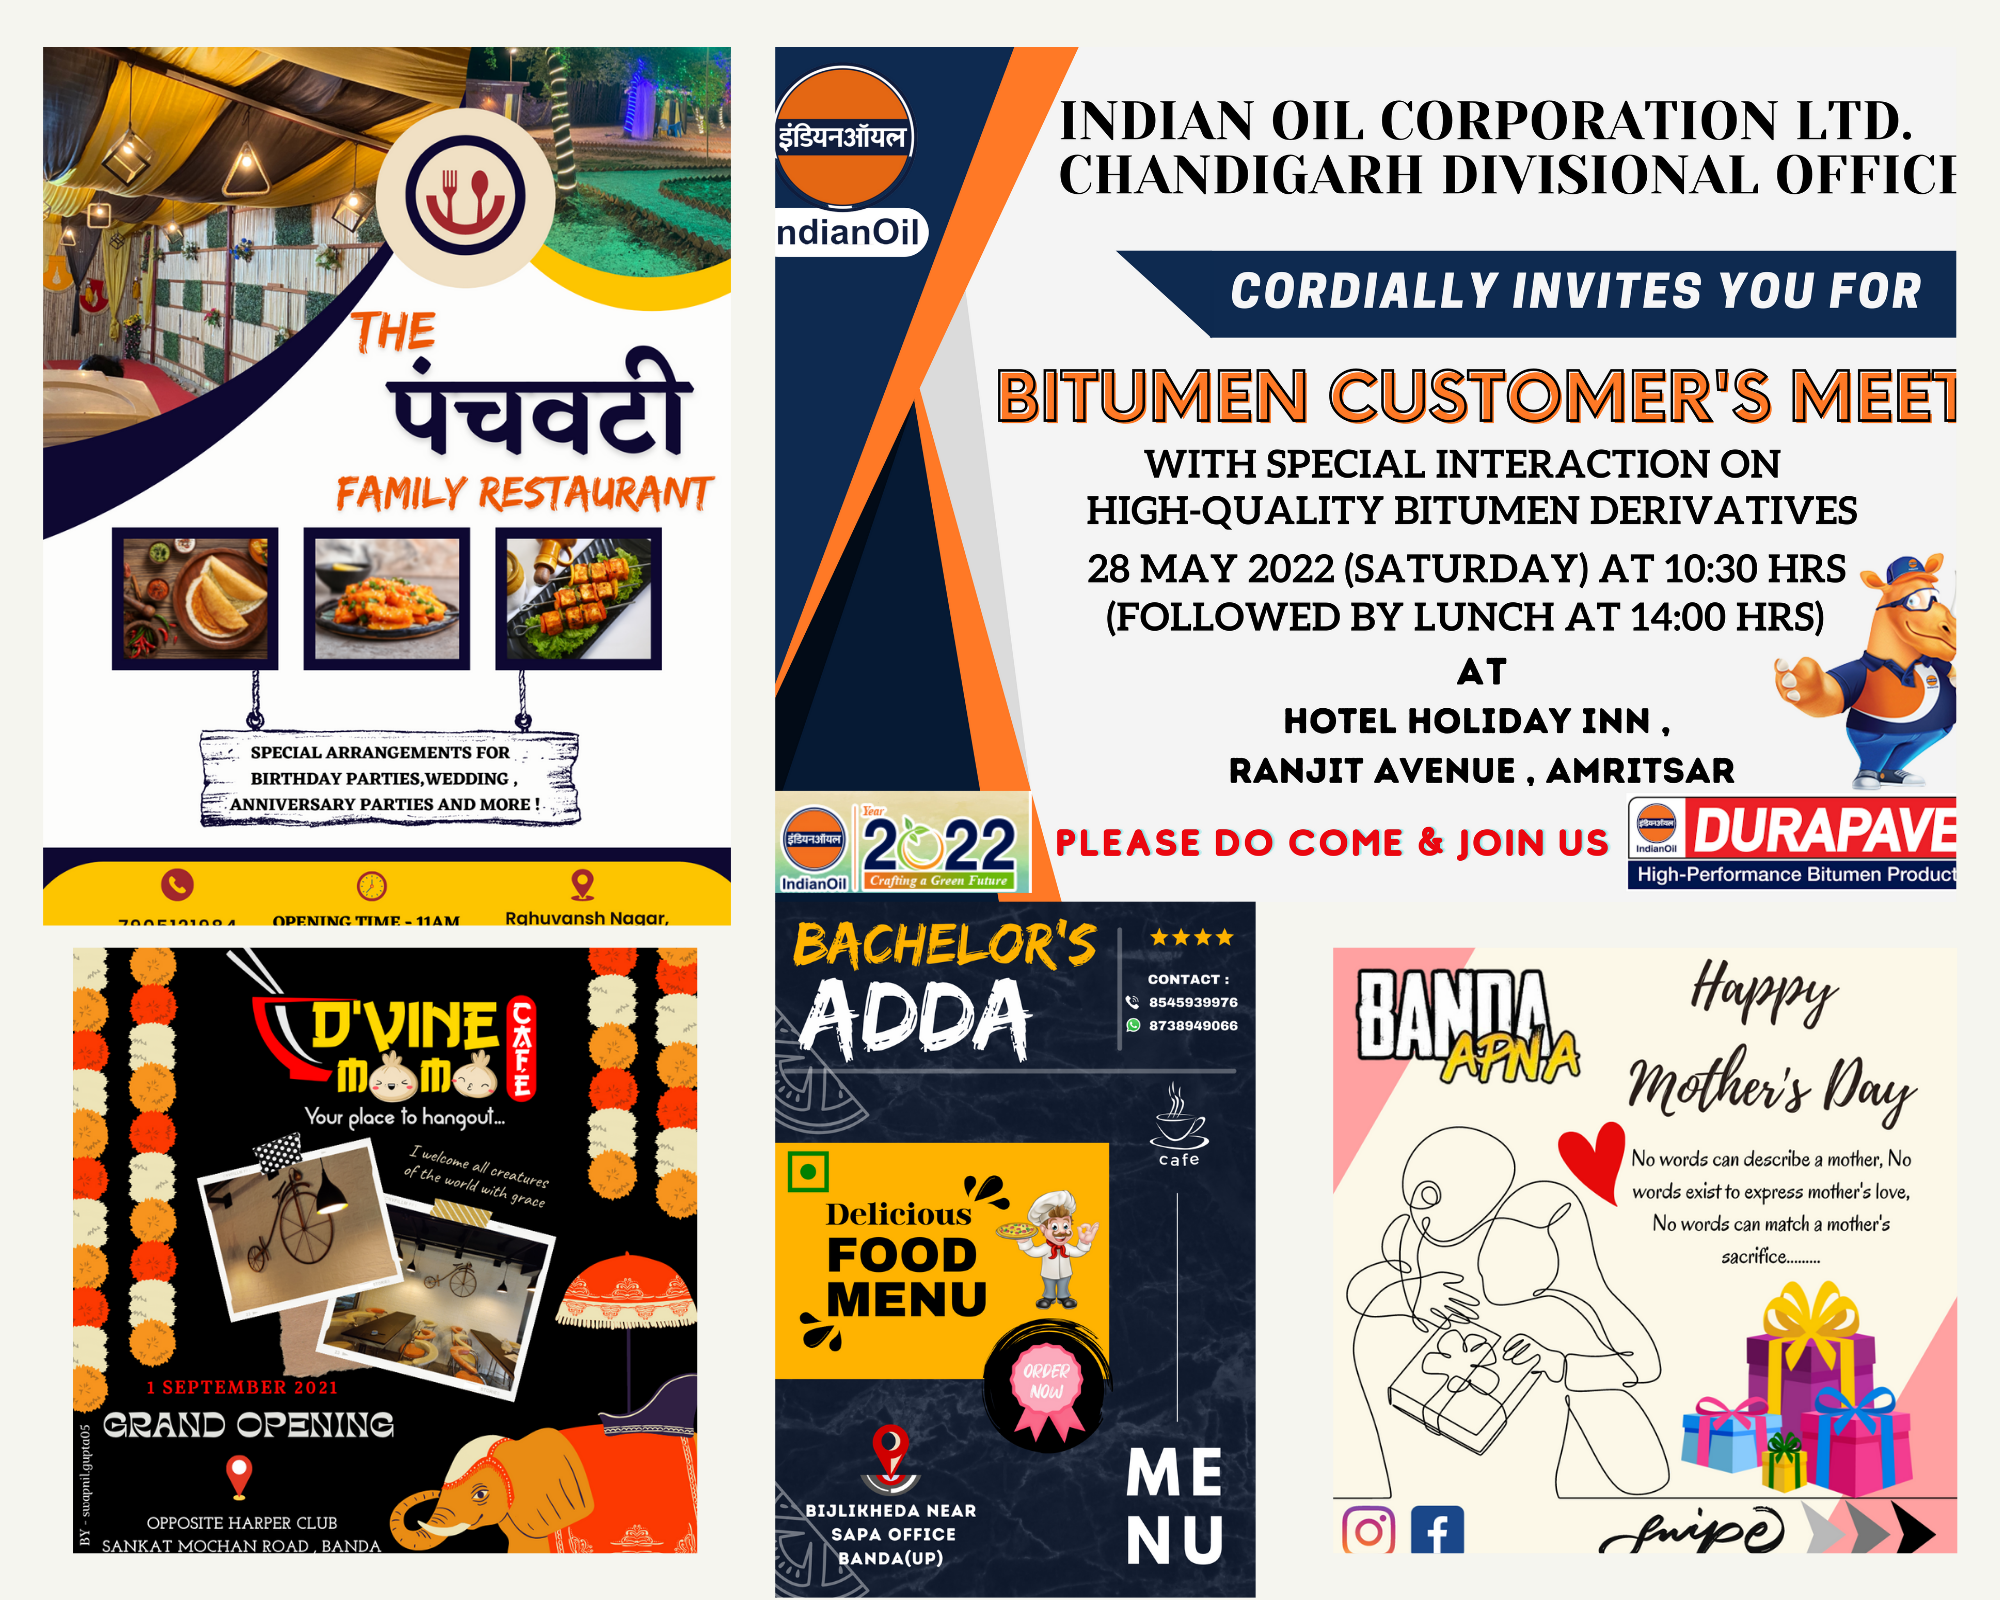 THE
पंचवटी
FAMILY RESTAURANT
SPECIAL ARRANGEMENTS FOR
BIRTHDAY PARTIES,WEDDING ,
ANNIVERSARY PARTIES AND MORE !
7905121984
OPENING TIME - 11AM
Raghuvansh Nagar,
इंडियनऑयल
ndianOil
INDIAN OIL CORPORATION LTD.
CHANDIGARH DIVISIONAL OFFICE
CORDIALLY INVITES YOU FOR
BITUMEN CUSTOMER'S MEET
WITH SPECIAL INTERACTION ON
HIGH-QUALITY BITUMEN DERIVATIVES
28 MAY 2022 (SATURDAY) AT 10:30 HRS
(FOLLOWED BY LUNCH AT 14:00 HRS)
AT
HOTEL HOLIDAY INN ,
RANJIT AVENUE , AMRITSAR
इंडियनऑयल
IndianOil
Year
2022
Crafting a Green Future
PLEASE DO COME & JOIN US
इंडियनऑयल
IndianOil
DURAPAVE
High-Performance Bitumen Product
D'VINE
MOMO
CAFE
Your place to hangout...
I welcome all creatures
of the world with grace
1 SEPTEMBER 2021
GRAND OPENING
BY - swapnil.gupta05
OPPOSITE HARPER CLUB
SANKAT MOCHAN ROAD , BANDA
BACHELOR'S
ADDA
CONTACT :
8545939976
8738949066
cafe
Delicious
FOOD
MENU
ORDER
NOW
BIJLIKHEDA NEAR
SAPA OFFICE
BANDA(UP)
ME
NU
BANDA
APNA
Happy
Mother's Day
No words can describe a mother, No
words exist to express mother's love,
No words can match a mother's
sacrifice.........
swipe